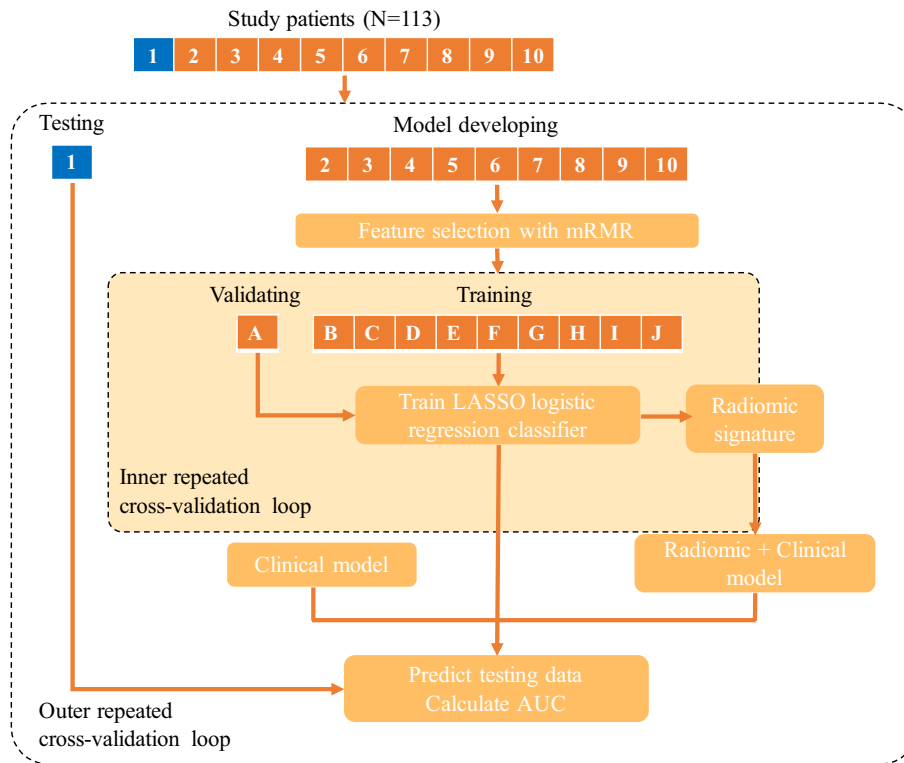 Study patients (N=113)
1 2 3 4 5 6 7 8 9 10
Testing
Model developing
1
2 3 4 5 6 7 8 9 10
Feature selection with mRMR
Validating
Training
A
B C D E F G H I J
Train LASSO logistic
regression classifier
Radiomic
signature
Inner repeated
cross-validation loop
Clinical model
Radiomic + Clinical
model
Predict testing data
Calculate AUC
Outer repeated
cross-validation loop